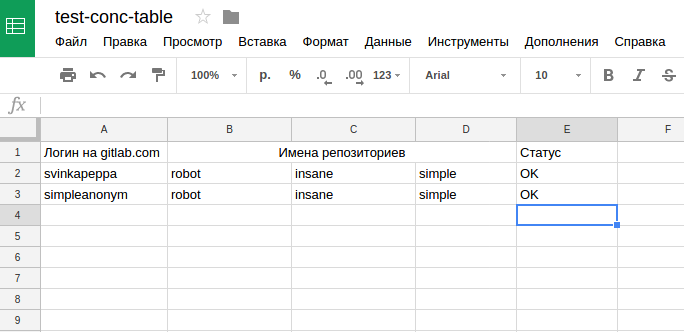 test-conc-table
Файл Правка Просмотр Вставка Формат Данные Инструменты Дополнения Справка
100% р. % .0 .00 123 Arial 10 B I S
fx
A B C D E F
1 Логин на gitlab.com Имена репозиториев Статус
2 svinkapeppa robot insane simple OK
3 simpleanonym robot insane simple OK
4
5
6
7
8
9